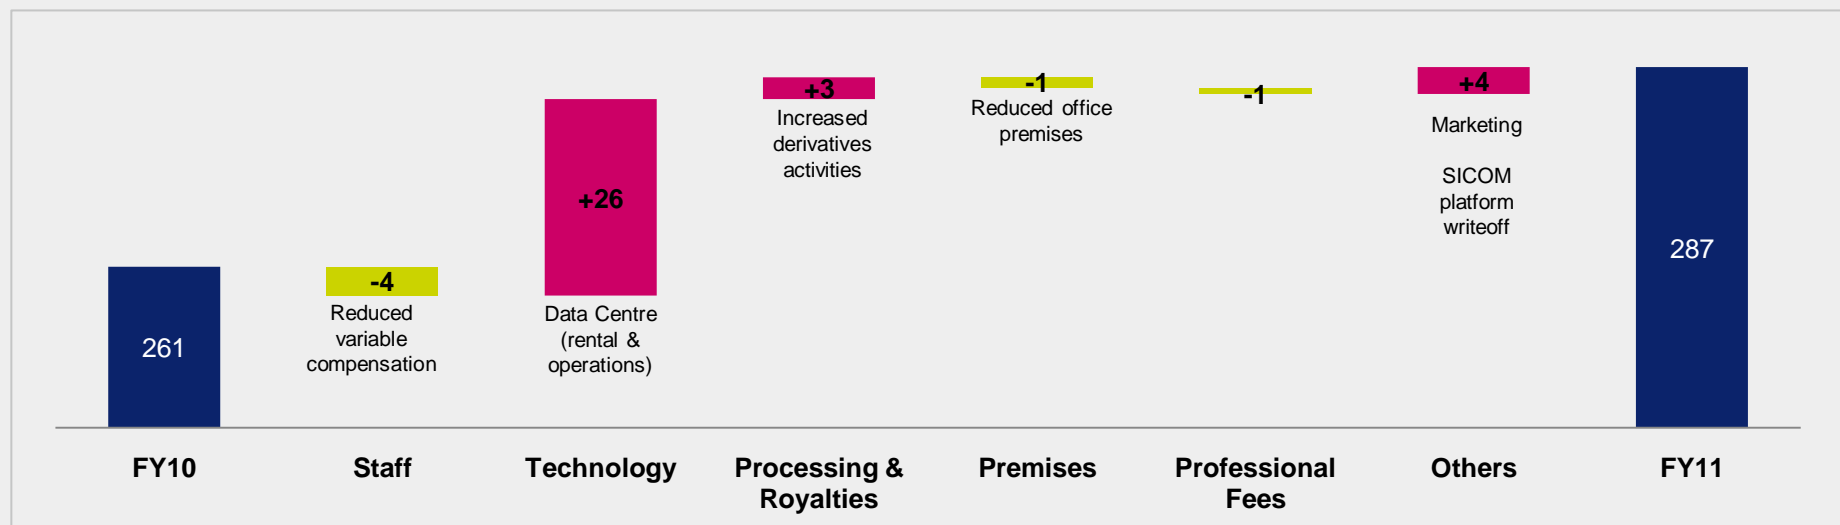 261
-4
Reduced
variable
compensation
+26
Data Centre
(rental &
operations)
+3
Increased
derivatives
activities
-1
Reduced office
premises
-1
+4
Marketing
SICOM
platform
writeoff
287
FY10
Staff
Technology
Processing &
Royalties
Premises
Professional
Fees
Others
FY11